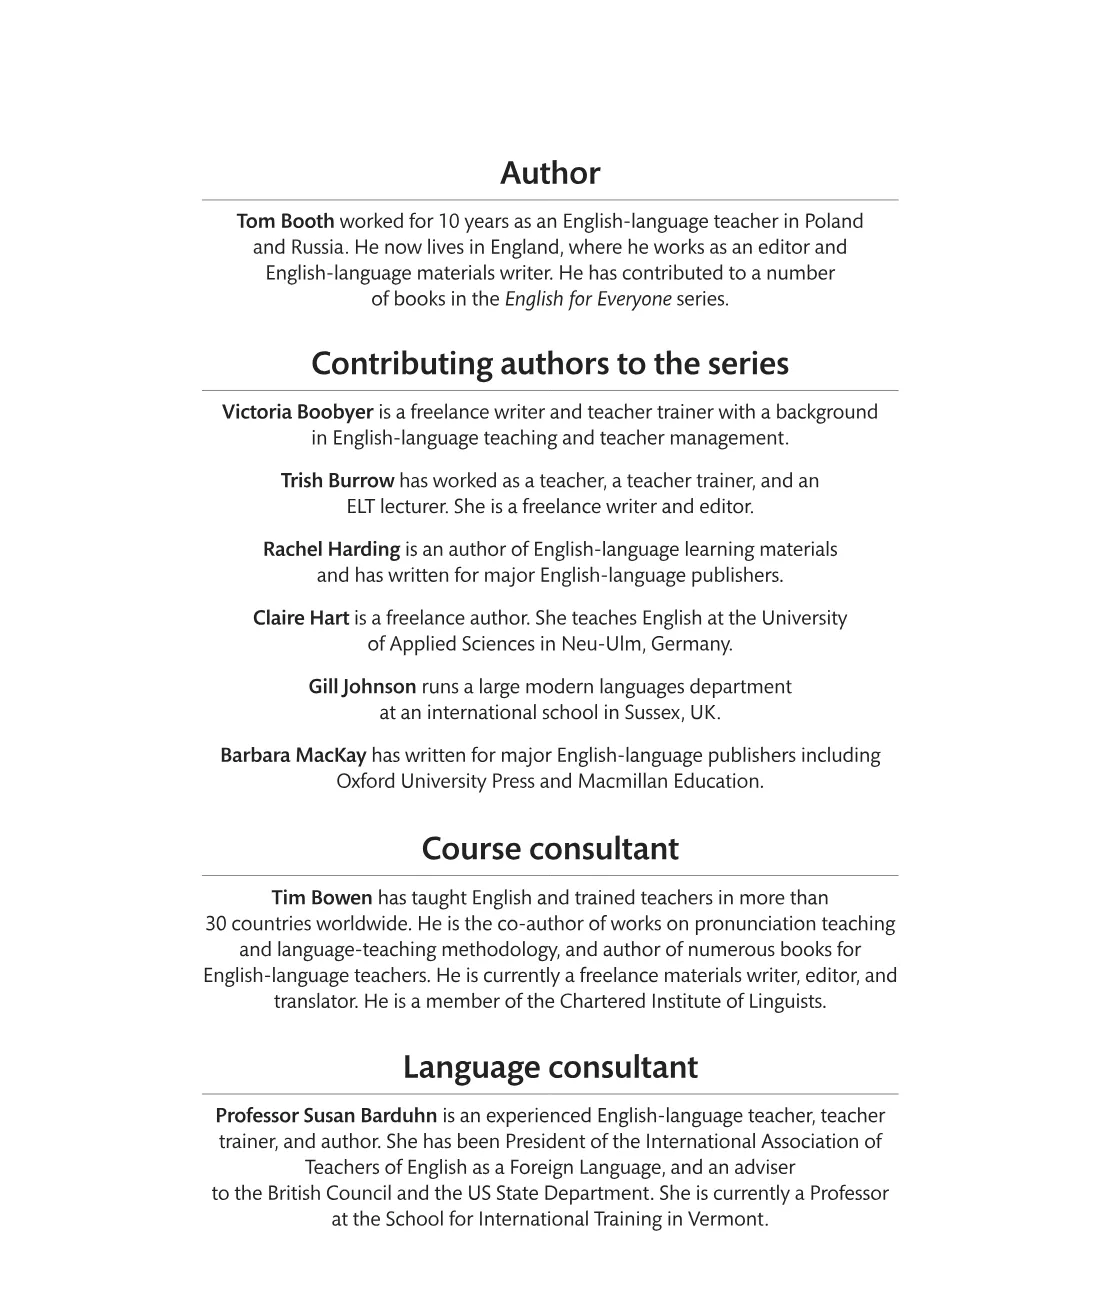 Author
Tom Booth worked for 10 years as an English-language teacher in Poland
and Russia. He now lives in England, where he works as an editor and
English-language materials writer. He has contributed to a number
of books in the English for Everyone series.
Contributing authors to the series
Victoria Boobyer is a freelance writer and teacher trainer with a background
in English-language teaching and teacher management.
Trish Burrow has worked as a teacher, a teacher trainer, and an
ELT lecturer. She is a freelance writer and editor.
Rachel Harding is an author of English-language learning materials
and has written for major English-language publishers.
Claire Hart is a freelance author. She teaches English at the University
of Applied Sciences in Neu-Ulm, Germany.
Gill Johnson runs a large modern languages department
at an international school in Sussex, UK.
Barbara MacKay has written for major English-language publishers including
Oxford University Press and Macmillan Education.
Course consultant
Tim Bowen has taught English and trained teachers in more than
30 countries worldwide. He is the co-author of works on pronunciation teaching
and language-teaching methodology, and author of numerous books for
English-language teachers. He is currently a freelance materials writer, editor, and
translator. He is a member of the Chartered Institute of Linguists.
Language consultant
Professor Susan Barduhn is an experienced English-language teacher, teacher
trainer, and author. She has been President of the International Association of
Teachers of English as a Foreign Language, and an adviser
to the British Council and the US State Department. She is currently a Professor
at the School for International Training in Vermont.